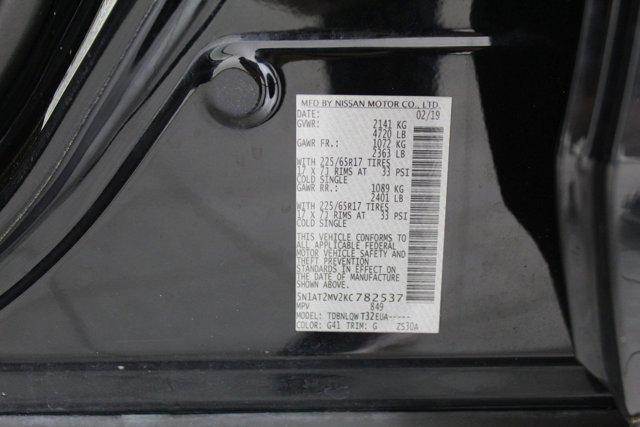 MFD BY NISSAN MOTOR CO., LTD.
DATE: 02/19
GVWR: 2141 KG
4720 LB
GAWR FR.: 1072 KG
2363 LB
WITH 225/65R17 TIRES
17 X 7J RIMS AT 33 PSI
COLD SINGLE
GAWR RR.: 1089 KG
2401 LB
WITH 225/65R17 TIRES
17 X 7J RIMS AT 33 PSI
COLD SINGLE
THIS VEHICLE CONFORMS TO
ALL APPLICABLE FEDERAL
MOTOR VEHICLE SAFETY AND
THEFT PREVENTION
STANDARDS IN EFFECT ON
THE DATE OF MANUFACTURE
SHOWN ABOVE.
5N1AT2MV2KC782537
MPV 849
MODEL: TDBNLQWT32EUA-----
COLOR: G41 TRIM: G ZS30A